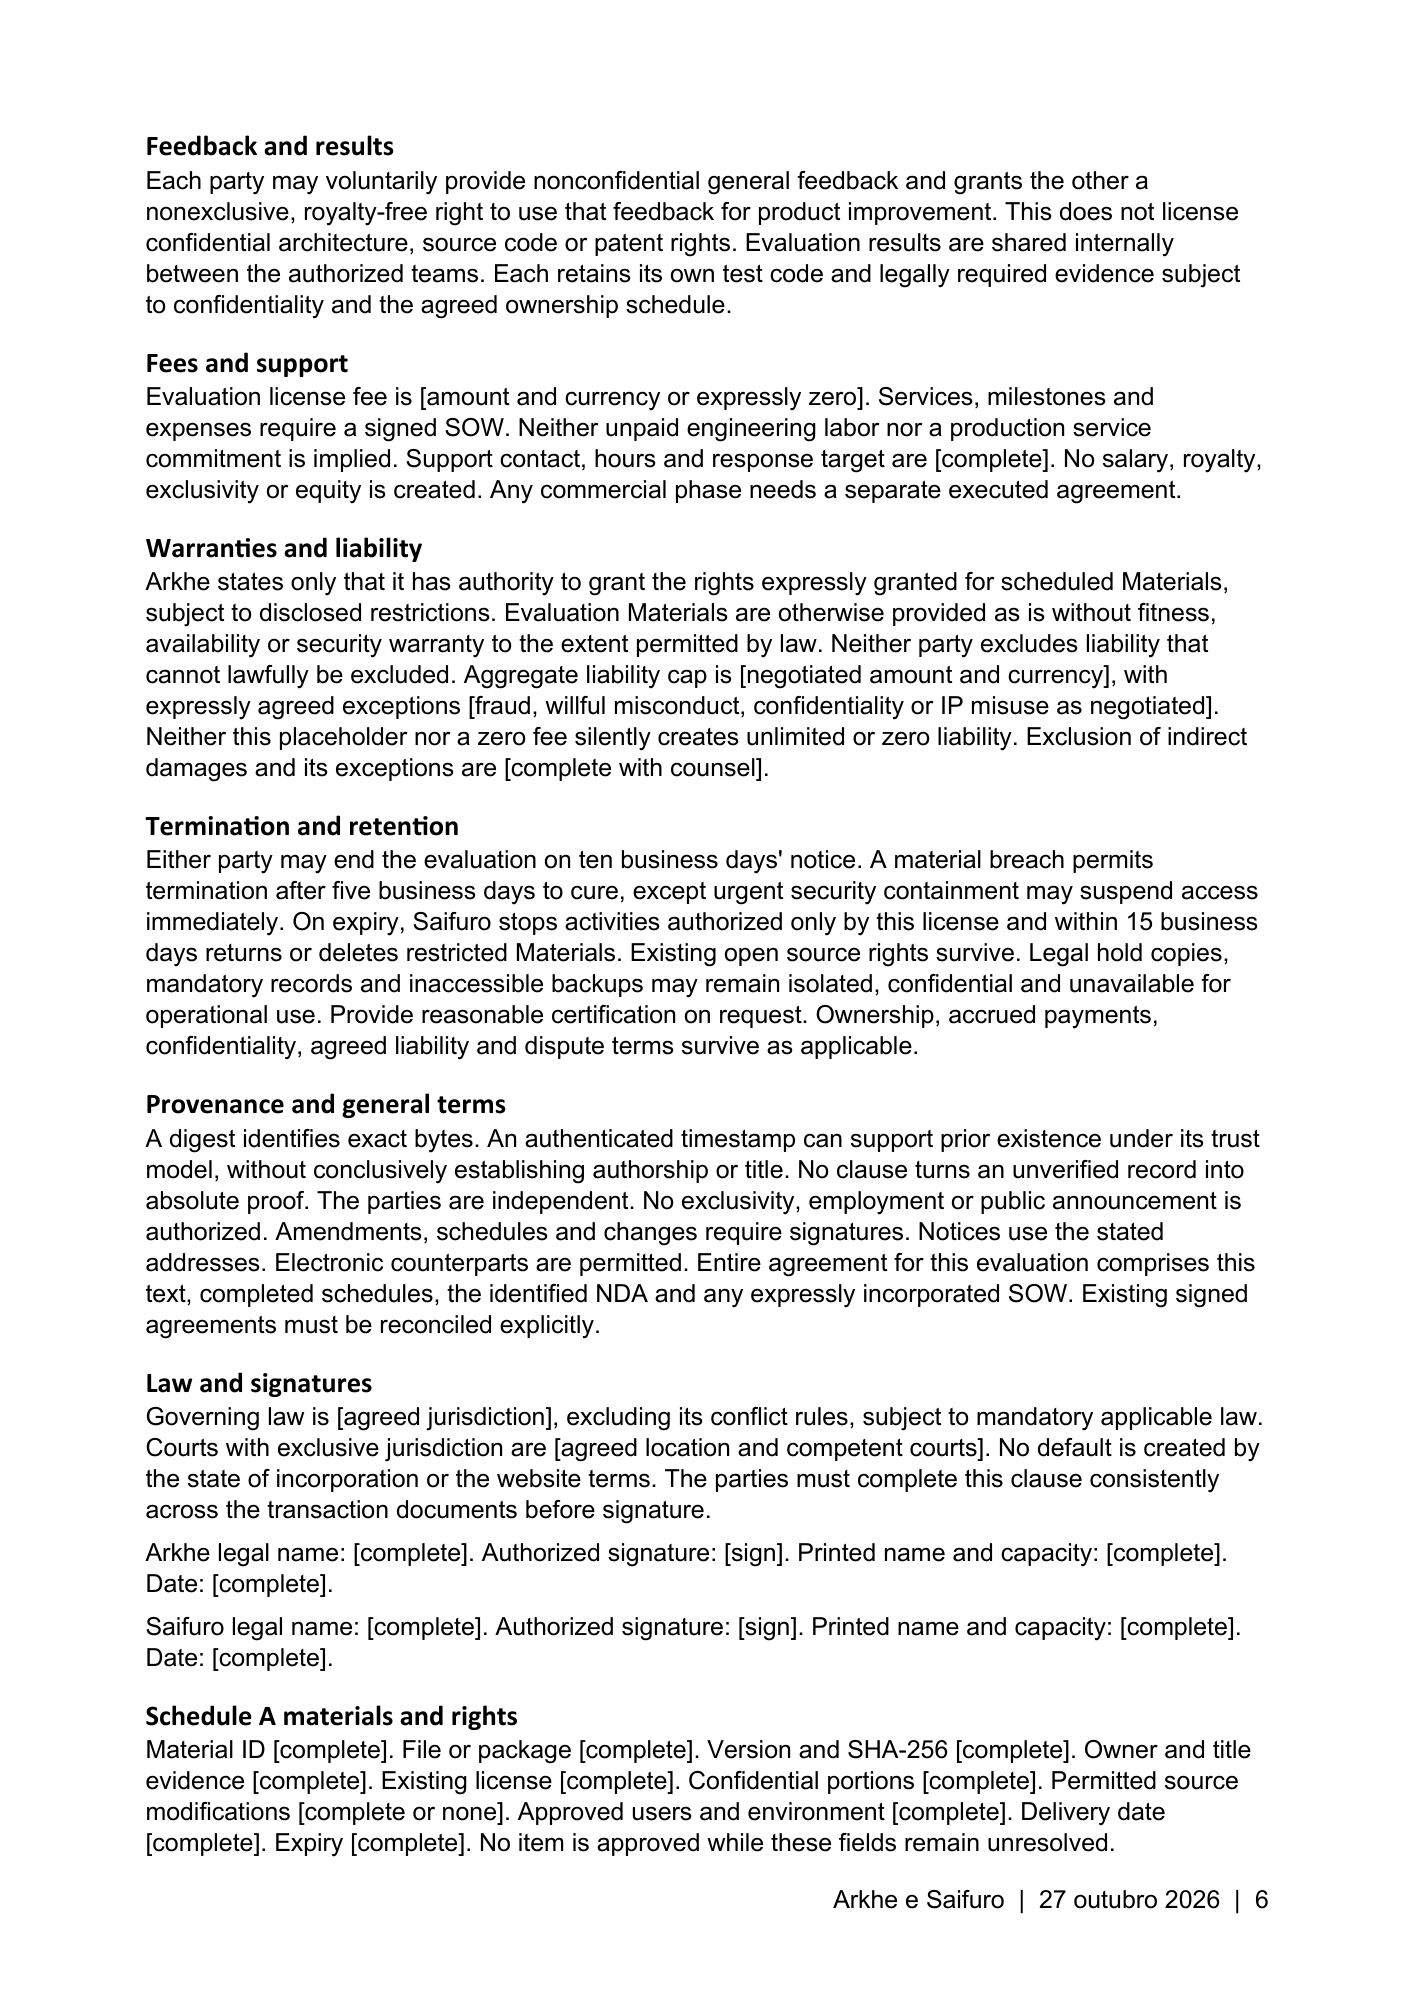 Feedback and results
Each party may voluntarily provide nonconfidential general feedback and grants the other a
nonexclusive, royalty-free right to use that feedback for product improvement. This does not license
confidential architecture, source code or patent rights. Evaluation results are shared internally
between the authorized teams. Each retains its own test code and legally required evidence subject
to confidentiality and the agreed ownership schedule.
Fees and support
Evaluation license fee is [amount and currency or expressly zero]. Services, milestones and
expenses require a signed SOW. Neither unpaid engineering labor nor a production service
commitment is implied. Support contact, hours and response target are [complete]. No salary, royalty,
exclusivity or equity is created. Any commercial phase needs a separate executed agreement.
Warranties and liability
Arkhe states only that it has authority to grant the rights expressly granted for scheduled Materials,
subject to disclosed restrictions. Evaluation Materials are otherwise provided as is without fitness,
availability or security warranty to the extent permitted by law. Neither party excludes liability that
cannot lawfully be excluded. Aggregate liability cap is [negotiated amount and currency], with
expressly agreed exceptions [fraud, willful misconduct, confidentiality or IP misuse as negotiated].
Neither this placeholder nor a zero fee silently creates unlimited or zero liability. Exclusion of indirect
damages and its exceptions are [complete with counsel].
Termination and retention
Either party may end the evaluation on ten business days' notice. A material breach permits
termination after five business days to cure, except urgent security containment may suspend access
immediately. On expiry, Saifuro stops activities authorized only by this license and within 15 business
days returns or deletes restricted Materials. Existing open source rights survive. Legal hold copies,
mandatory records and inaccessible backups may remain isolated, confidential and unavailable for
operational use. Provide reasonable certification on request. Ownership, accrued payments,
confidentiality, agreed liability and dispute terms survive as applicable.
Provenance and general terms
A digest identifies exact bytes. An authenticated timestamp can support prior existence under its trust
model, without conclusively establishing authorship or title. No clause turns an unverified record into
absolute proof. The parties are independent. No exclusivity, employment or public announcement is
authorized. Amendments, schedules and changes require signatures. Notices use the stated
addresses. Electronic counterparts are permitted. Entire agreement for this evaluation comprises this
text, completed schedules, the identified NDA and any expressly incorporated SOW. Existing signed
agreements must be reconciled explicitly.
Law and signatures
Governing law is [agreed jurisdiction], excluding its conflict rules, subject to mandatory applicable law.
Courts with exclusive jurisdiction are [agreed location and competent courts]. No default is created by
the state of incorporation or the website terms. The parties must complete this clause consistently
across the transaction documents before signature.
Arkhe legal name: [complete]. Authorized signature: [sign]. Printed name and capacity: [complete].
Date: [complete].
Saifuro legal name: [complete]. Authorized signature: [sign]. Printed name and capacity: [complete].
Date: [complete].
Schedule A materials and rights
Material ID [complete]. File or package [complete]. Version and SHA-256 [complete]. Owner and title
evidence [complete]. Existing license [complete]. Confidential portions [complete]. Permitted source
modifications [complete or none]. Approved users and environment [complete]. Delivery date
[complete]. Expiry [complete]. No item is approved while these fields remain unresolved.
Arkhe e Saifuro | 27 outubro 2026 | 6